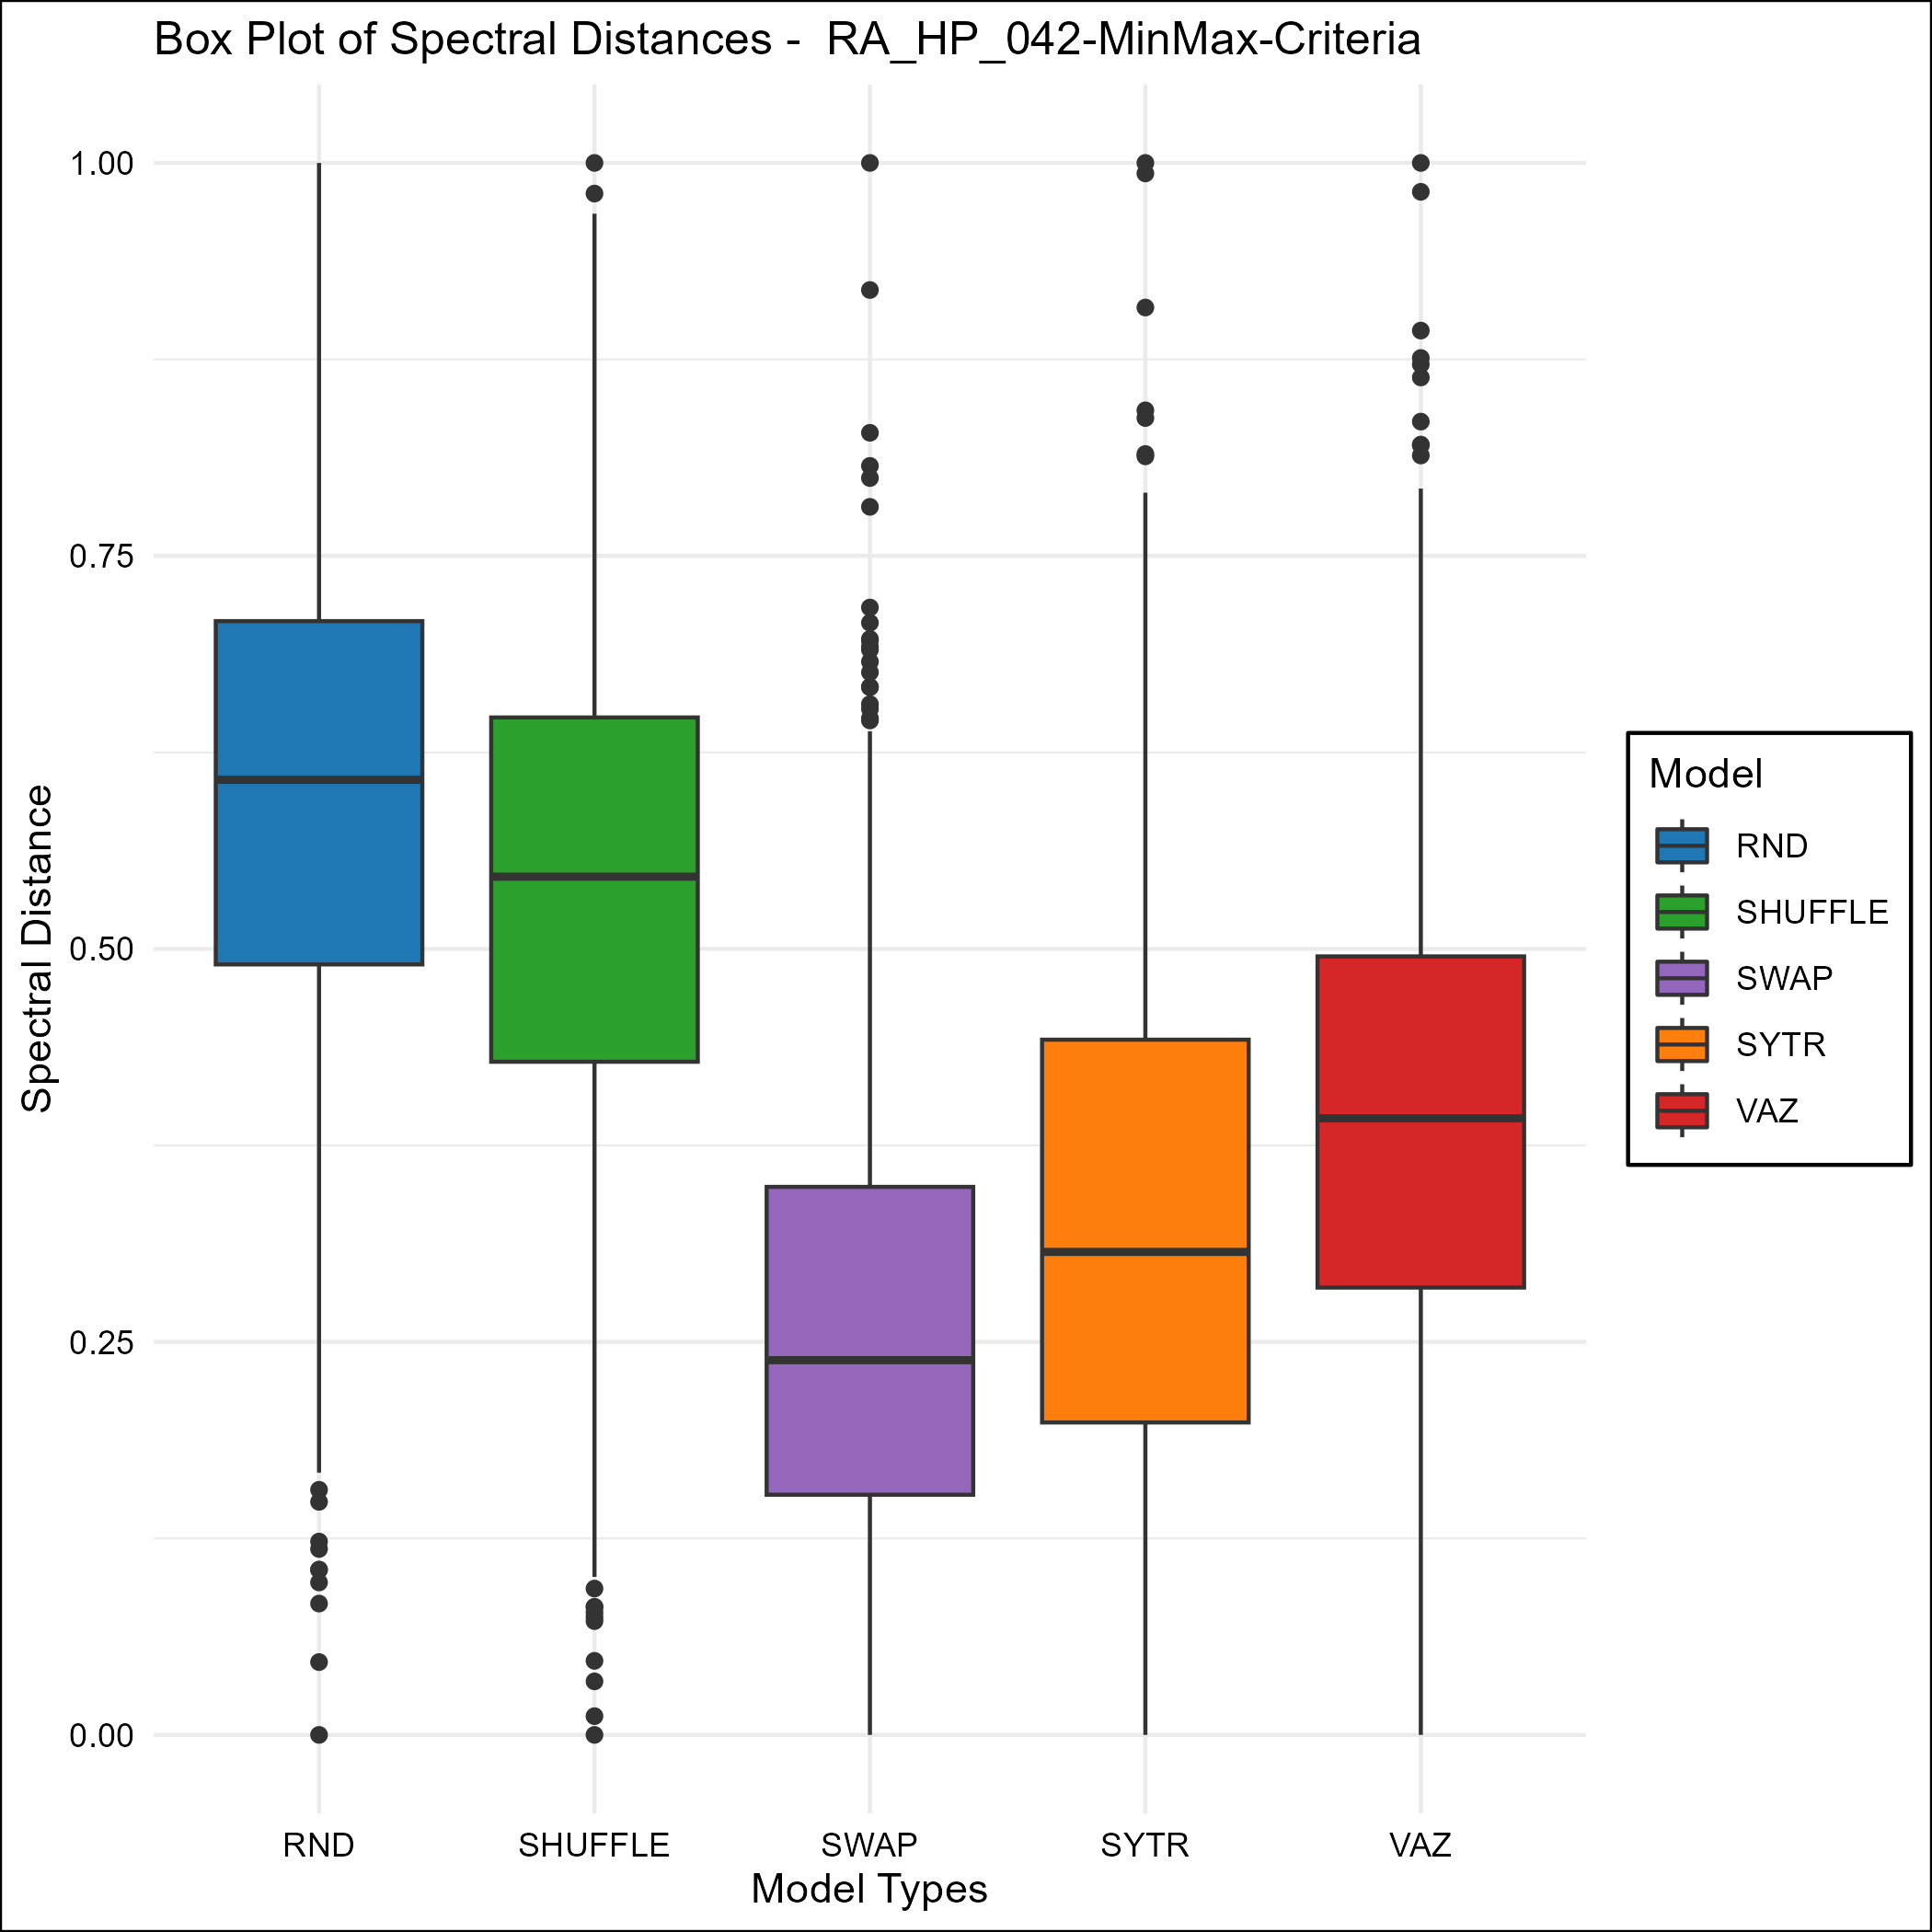 Box Plot of Spectral Distances -  RA_HP_042-MinMax-Criteria
1.00
0.75
0.50
0.25
0.00
Spectral Distance
RND
SHUFFLE
SWAP
SYTR
VAZ
Model Types
Model
RND
SHUFFLE
SWAP
SYTR
VAZ